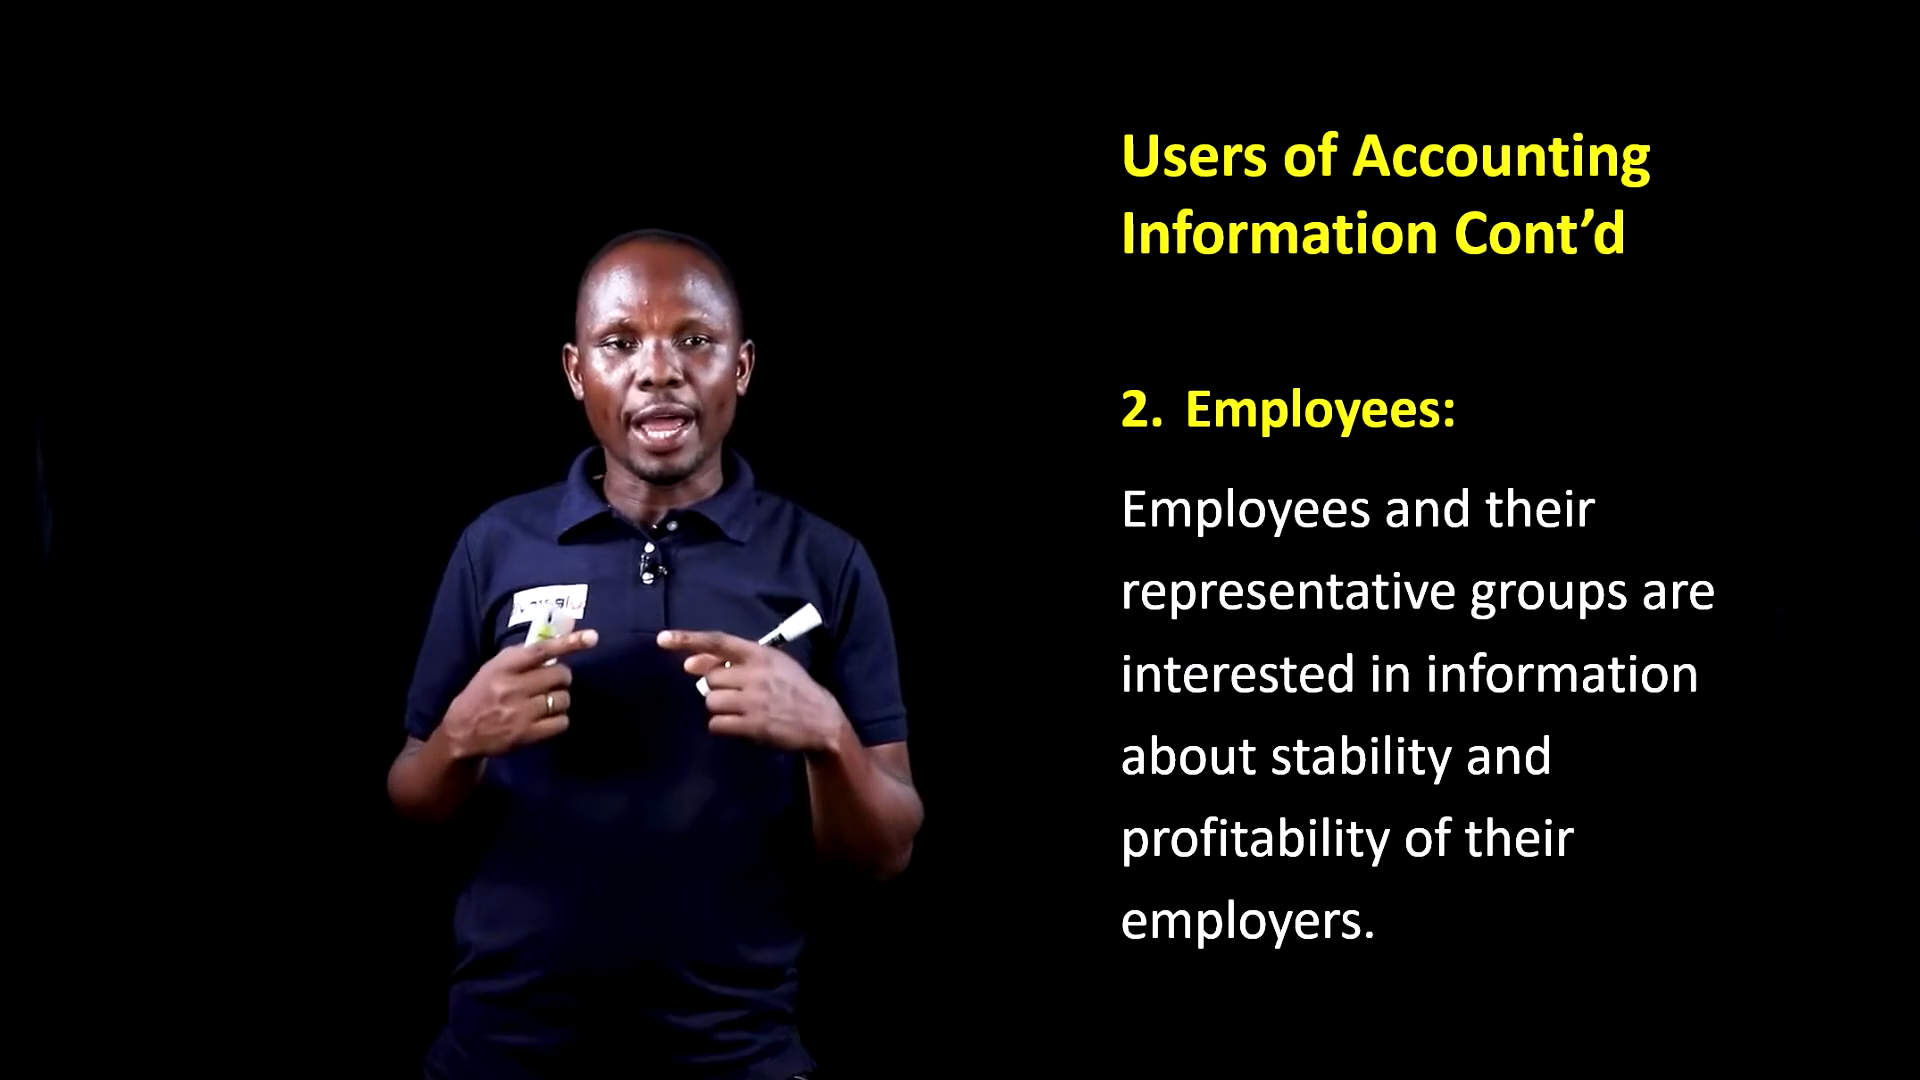 Users of Accounting
Information Cont’d
2. Employees:
Employees and their
representative groups are
interested in information
about stability and
profitability of their
employers.